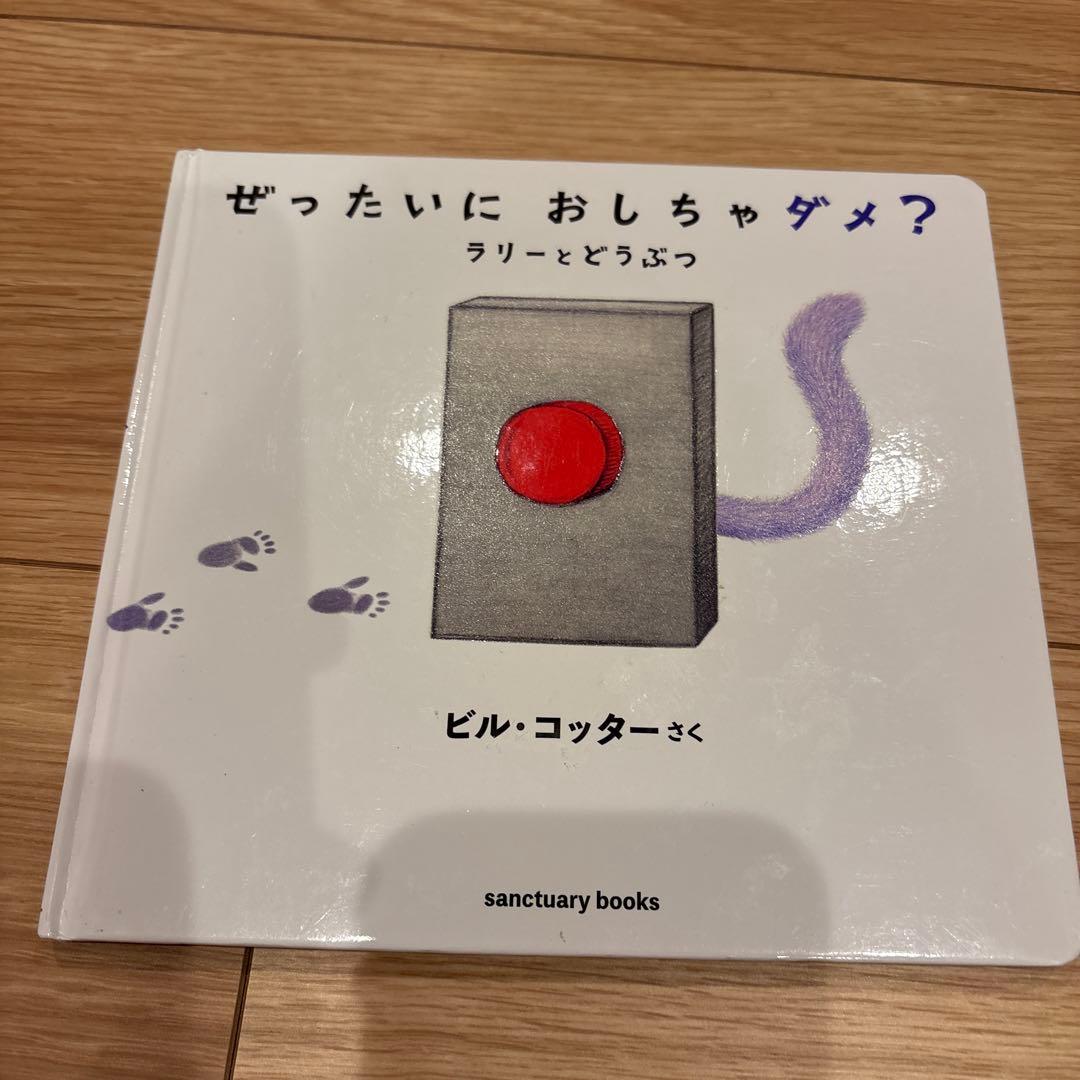 ぜったいに おしちゃダメ?
ラリーとどうぶつ
ビル・コッター さく
sanctuary books